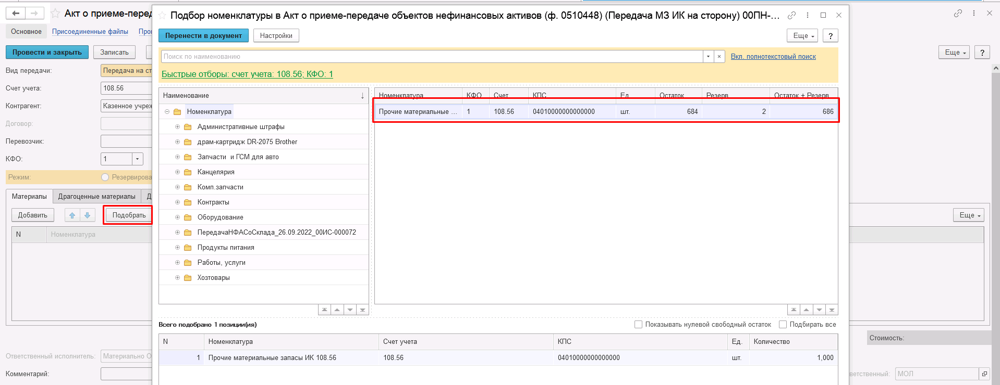 Акт о приеме-перед
Основное Присоединенные файлы Про
Провести и закрыть Записать
Еще ?
Вид передачи: Передача на ст
Счет учета: 108.56
Контрагент: Казенное учреж
Договор:
Перевозчик:
КФО: 1
Режим: Резервирова
Материалы Драгоценные материалы Д
Добавить Подобрать
Еще
N Номенклатура
Стоимость:
Ответственный исполнитель: Материально О
Комментарий:
ветственный: МОЛ
Подбор номенклатуры в Акт о приеме-передаче объектов нефинансовых активов (ф. 0510448) (Передача МЗ ИК на сторону) 00ПН-...
Перенести в документ Настройки Еще ?
Поиск по наименованию Вкл. полнотекстовый поиск
Быстрые отборы: счет учета: 108.56; КФО: 1
Наименование
Номенклатура
Административные штрафы
драм-картридж DR-2075 Brother
Запчасти и ГСМ для авто
Канцелярия
Комп.запчасти
Контракты
Оборудование
ПередачаНФАСоСклада_26.09.2022_00ИС-000072
Продукты питания
Работы, услуги
Хозтовары
Номенклатура КФО Счет КПС Ед. Остаток Резерв Остаток + Резерв
Прочие материальные ... 1 108.56 04010000000000000 шт. 684 2 686
Всего подобрано 1 позиции(ия) Показывать нулевой свободный остаток Подбирать все
N Номенклатура Счет учета КПС Ед. Количество
1 Прочие материальные запасы ИК 108.56 108.56 04010000000000000 шт. 1,000